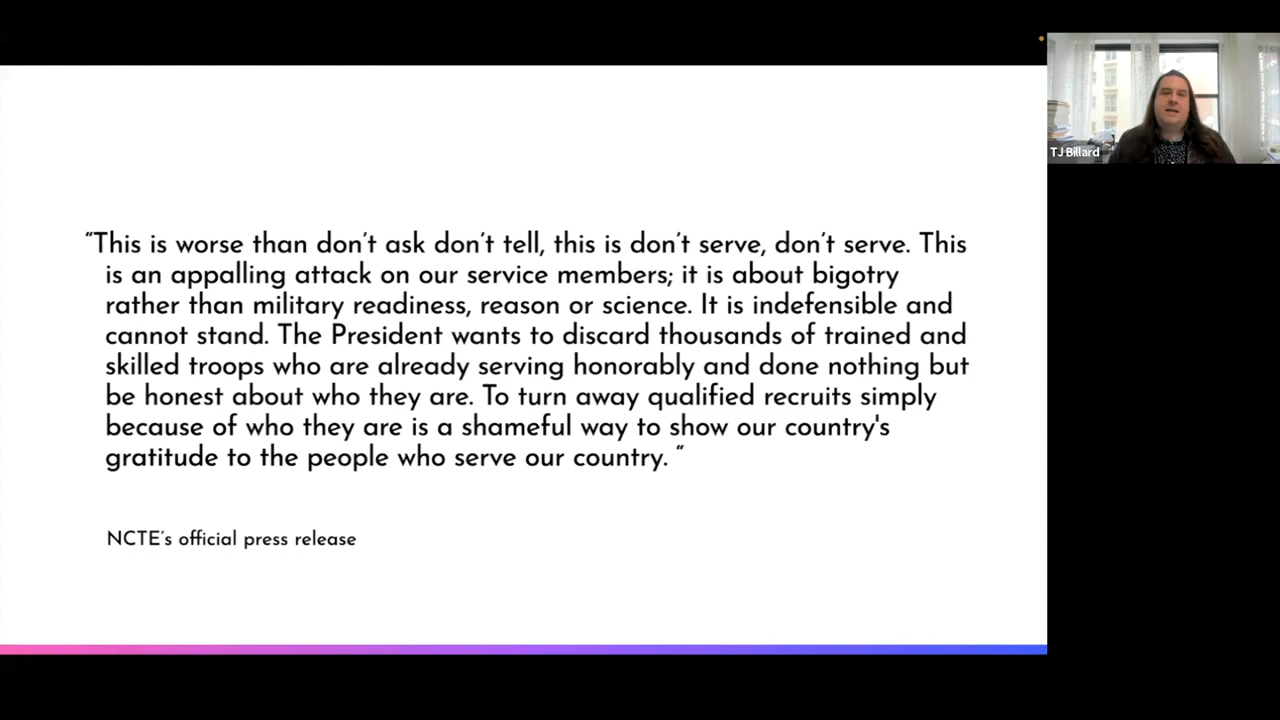 “This is worse than don’t ask don’t tell, this is don’t serve, don’t serve. This
is an appalling attack on our service members; it is about bigotry
rather than military readiness, reason or science. It is indefensible and
cannot stand. The President wants to discard thousands of trained and
skilled troops who are already serving honorably and done nothing but
be honest about who they are. To turn away qualified recruits simply
because of who they are is a shameful way to show our country's
gratitude to the people who serve our country. “
NCTE’s official press release
TJ Billard